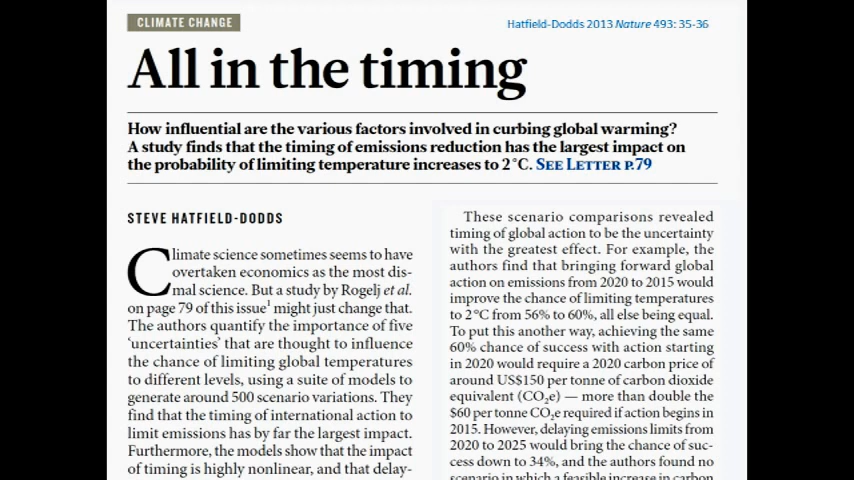 CLIMATE CHANGE
Hatfield-Dodds 2013 Nature 493: 35-36
All in the timing
How influential are the various factors involved in curbing global warming?
A study finds that the timing of emissions reduction has the largest impact on
the probability of limiting temperature increases to 2°C. SEE LETTER P.79
STEVE HATFIELD-DODDS
Climate science sometimes seems to have
overtaken economics as the most dis-
mal science. But a study by Rogelj et al.
on page 79 of this issue¹ might just change that.
The authors quantify the importance of five
‘uncertainties’ that are thought to influence
the chance of limiting global temperatures
to different levels, using a suite of models to
generate around 500 scenario variations. They
find that the timing of international action to
limit emissions has by far the largest impact.
Furthermore, the models show that the impact
of timing is highly nonlinear, and that delay-
These scenario comparisons revealed
timing of global action to be the uncertainty
with the greatest effect. For example, the
authors find that bringing forward global
action on emissions from 2020 to 2015 would
improve the chance of limiting temperatures
to 2°C from 56% to 60%, all else being equal.
To put this another way, achieving the same
60% chance of success with action starting
in 2020 would require a 2020 carbon price of
around US$150 per tonne of carbon dioxide
equivalent (CO₂e) — more than double the
$60 per tonne CO₂e required if action begins in
2015. However, delaying emissions limits from
2020 to 2025 would bring the chance of suc-
cess down to 34%, and the authors found no
scenario in which a feasible increase in carbon